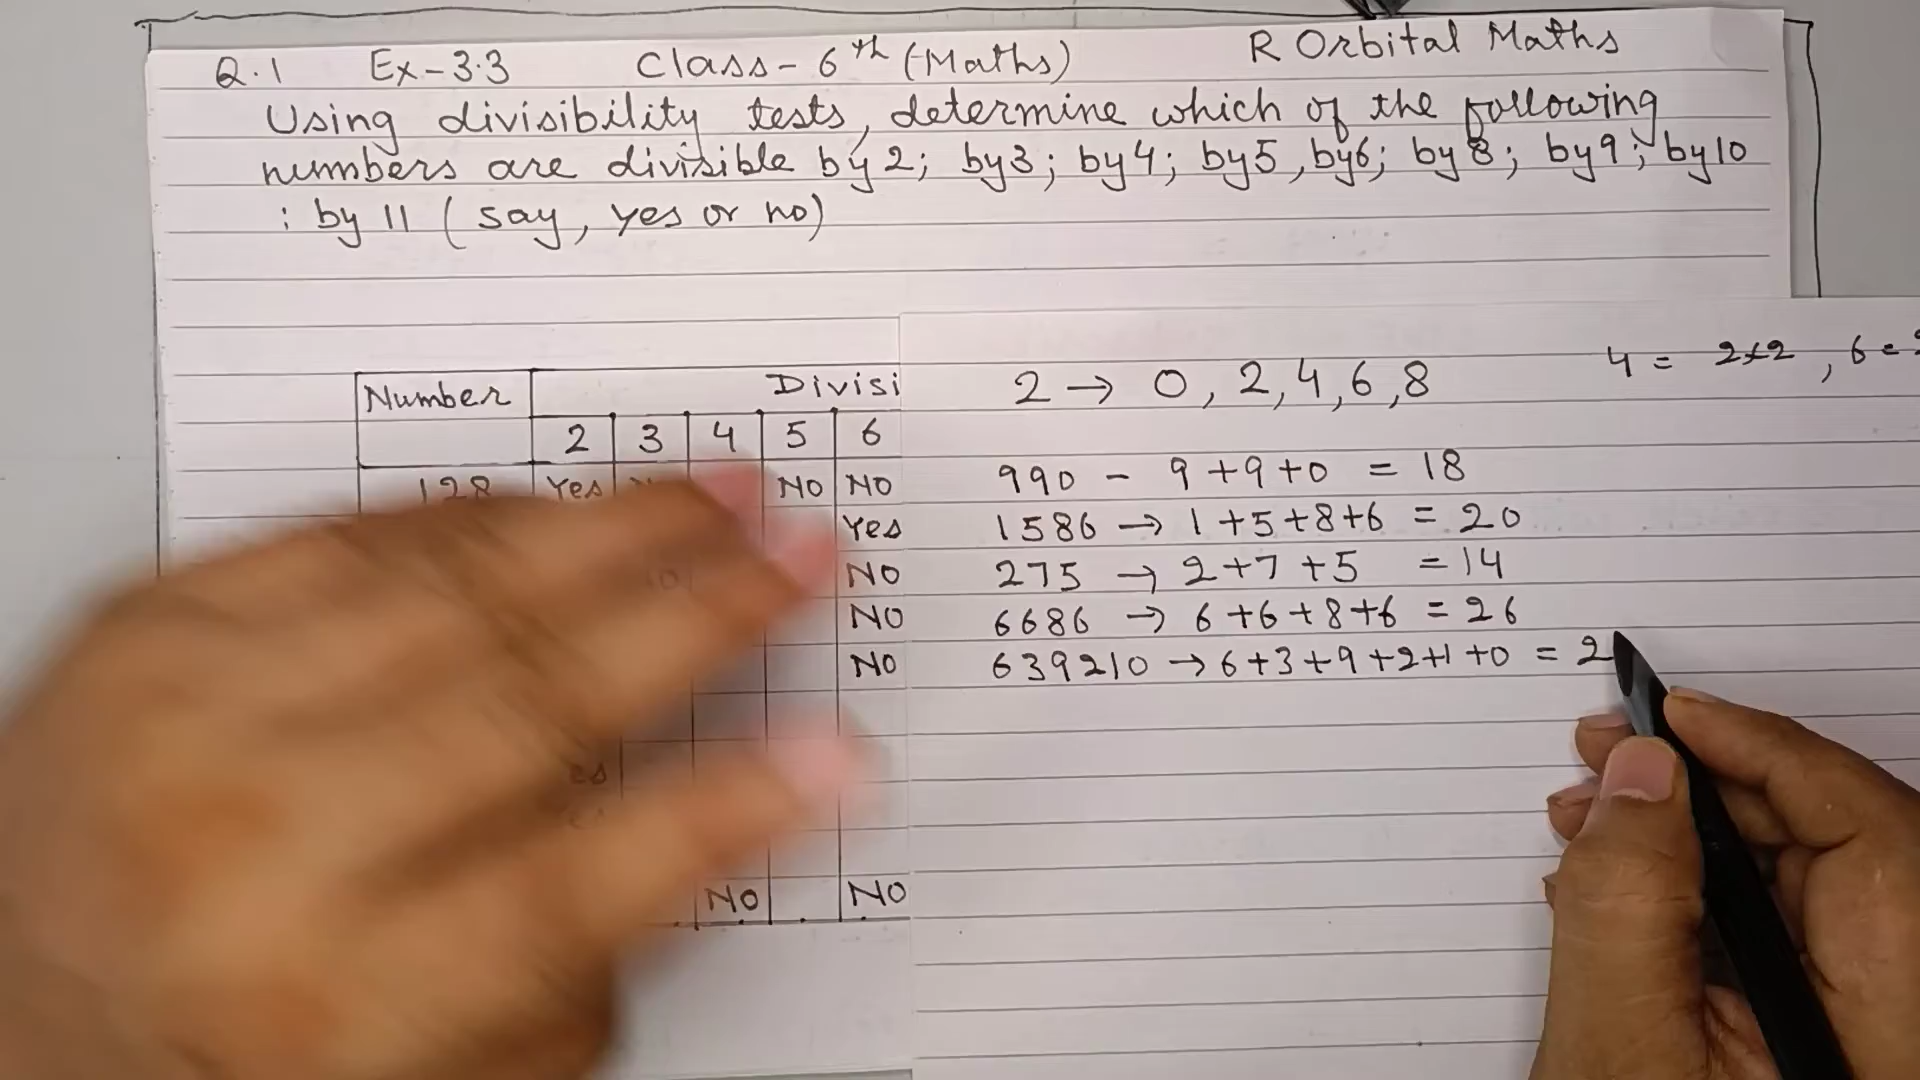 Q.1 Ex-3.3 Class-6th (Maths) R Orbital Maths
Using divisibility tests, determine which of the following
numbers are divisible by 2; by 3; by 4; by 5, by 6; by 8; by 9; by 10
: by 11 ( say, yes or no)
4 = 2×2 , 6 =
Number Divisi
2 → 0, 2, 4, 6, 8
2 3 4 5 6
128 Yes NO NO
990 - 9+9+0 = 18
Yes
1586 → 1+5+8+6 = 20
NO
275 → 2+7+5 = 14
NO
6686 → 6+6+8+6 = 26
NO
639210 → 6+3+9+2+1+0 = 2
NO NO